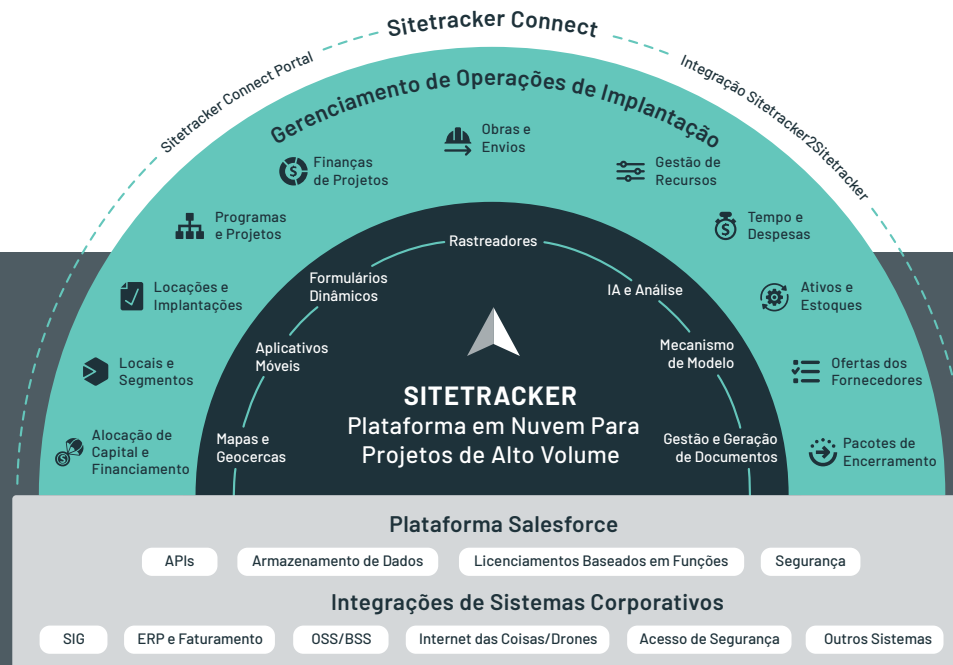 Sitetracker Connect
Sitetracker Connect Portal
Integração Sitetracker2Sitetracker
Gerenciamento de Operações de Implantação
Obras e
Envios
Finanças
de Projetos
Gestão de
Recursos
Programas
e Projetos
Tempo e
Despesas
Locações e
Implantações
Ativos e
Estoques
Locais e
Segmentos
Ofertas dos
Fornecedores
Alocação de
Capital e
Financiamento
Pacotes de
Encerramento
Rastreadores
Formulários
Dinâmicos
IA e Análise
Aplicativos
Móveis
Mecanismo
de Modelo
Mapas e
Geocercas
Gestão e Geração
de Documentos
SITETRACKER
Plataforma em Nuvem Para
Projetos de Alto Volume
Plataforma Salesforce
APIs
Armazenamento de Dados
Licenciamentos Baseados em Funções
Segurança
Integrações de Sistemas Corporativos
SIG
ERP e Faturamento
OSS/BSS
Internet das Coisas/Drones
Acesso de Segurança
Outros Sistemas